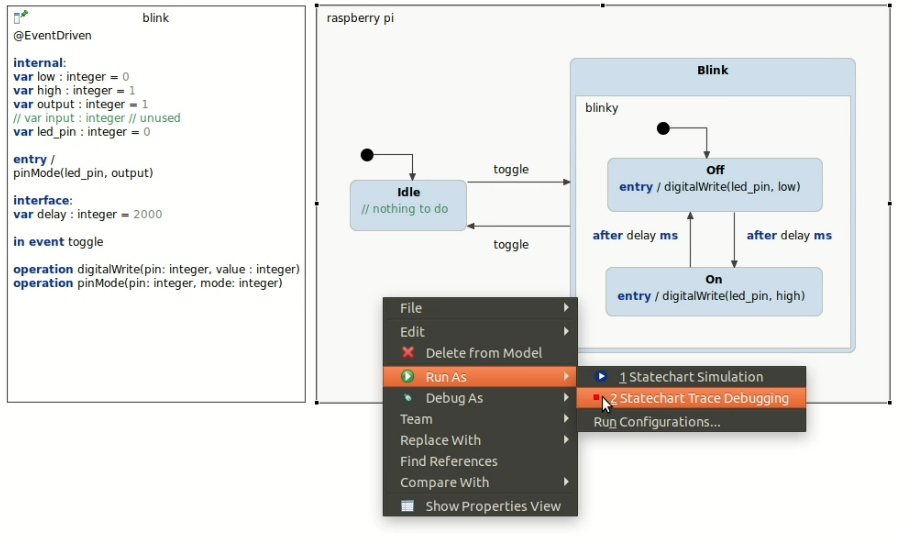 blink
@EventDriven
internal:
var low : integer = 0
var high : integer = 1
var output : integer = 1
// var input : integer // unused
var led_pin : integer = 0
entry /
pinMode(led_pin, output)
interface:
var delay : integer = 2000
in event toggle
operation digitalWrite(pin: integer, value : integer)
operation pinMode(pin: integer, mode: integer)
raspberry pi
Idle
// nothing to do
toggle
toggle
Blink
blinky
Off
entry / digitalWrite(led_pin, low)
after delay ms
after delay ms
On
entry / digitalWrite(led_pin, high)
File
Edit
Delete from Model
Run As
Debug As
Team
Replace With
Find References
Compare With
Show Properties View
1 Statechart Simulation
2 Statechart Trace Debugging
Run Configurations...